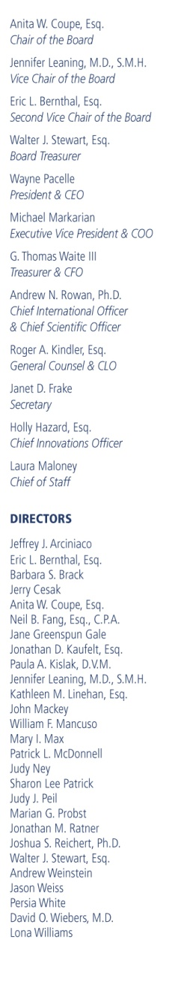 Anita W. Coupe, Esq.
Chair of the Board
Jennifer Leaning, M.D., S.M.H.
Vice Chair of the Board
Eric L. Bernthal, Esq.
Second Vice Chair of the Board
Walter J. Stewart, Esq.
Board Treasurer
Wayne Pacelle
President & CEO
Michael Markarian
Executive Vice President & COO
G. Thomas Waite III
Treasurer & CFO
Andrew N. Rowan, Ph.D.
Chief International Officer
& Chief Scientific Officer
Roger A. Kindler, Esq.
General Counsel & CLO
Janet D. Frake
Secretary
Holly Hazard, Esq.
Chief Innovations Officer
Laura Maloney
Chief of Staff
DIRECTORS
Jeffrey J. Arciniaco
Eric L. Bernthal, Esq.
Barbara S. Brack
Jerry Cesak
Anita W. Coupe, Esq.
Neil B. Fang, Esq., C.P.A.
Jane Greenspun Gale
Jonathan D. Kaufelt, Esq.
Paula A. Kislak, D.V.M.
Jennifer Leaning, M.D., S.M.H.
Kathleen M. Linehan, Esq.
John Mackey
William F. Mancuso
Mary I. Max
Patrick L. McDonnell
Judy Ney
Sharon Lee Patrick
Judy J. Peil
Marian G. Probst
Jonathan M. Ratner
Joshua S. Reichert, Ph.D.
Walter J. Stewart, Esq.
Andrew Weinstein
Jason Weiss
Persia White
David O. Wiebers, M.D.
Lona Williams